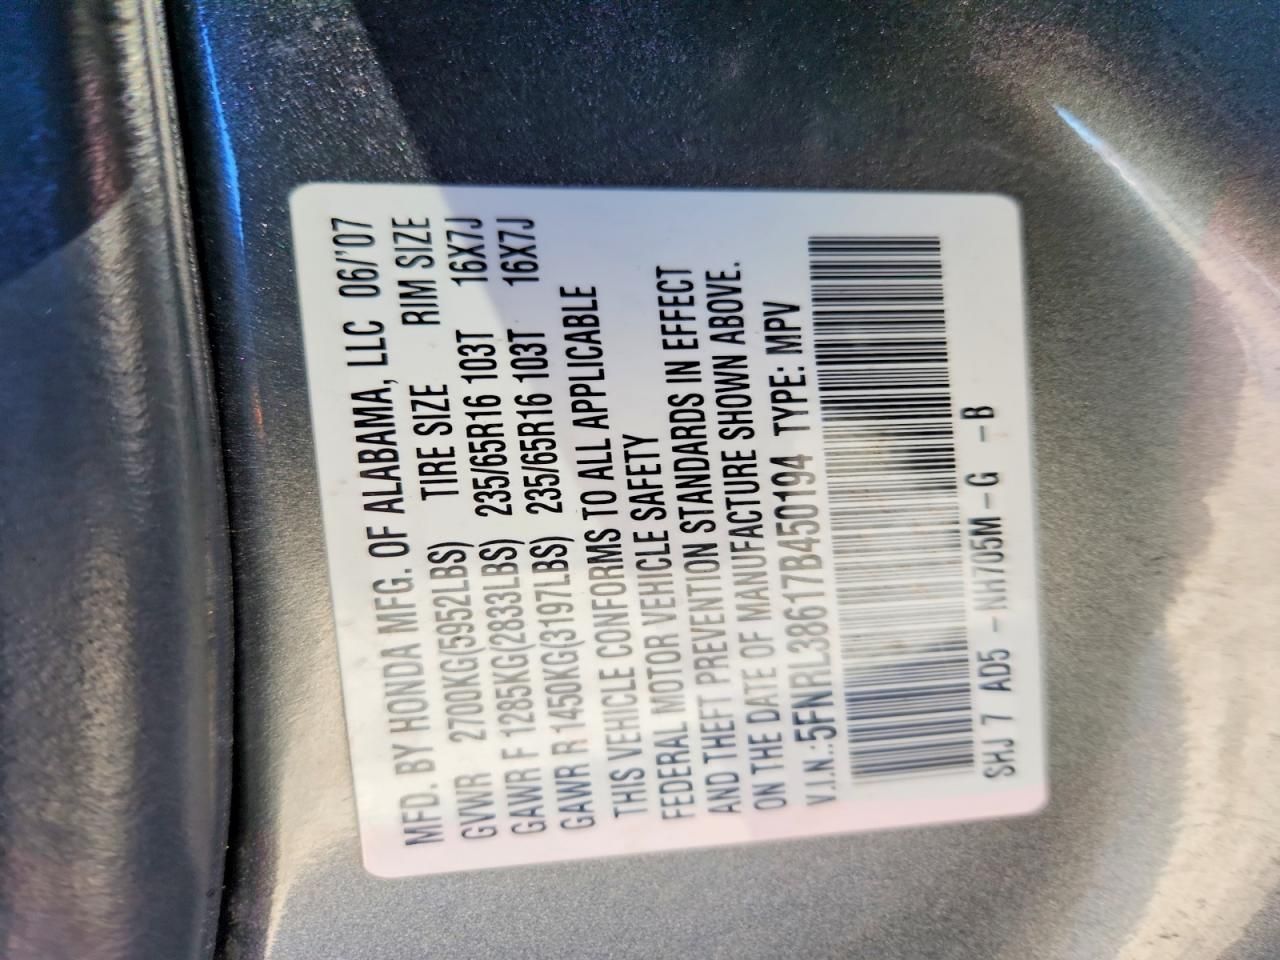 MFD. BY HONDA MFG. OF ALABAMA, LLC 06/'07
GVWR 2700KG(5952LBS) TIRE SIZE RIM SIZE
GAWR F 1285KG(2833LBS) 235/65R16 103T 16X7J
GAWR R 1450KG(3197LBS) 235/65R16 103T 16X7J
THIS VEHICLE CONFORMS TO ALL APPLICABLE
FEDERAL MOTOR VEHICLE SAFETY
AND THEFT PREVENTION STANDARDS IN EFFECT
ON THE DATE OF MANUFACTURE SHOWN ABOVE.
V.I.N.:5FNRL38617B450194 TYPE: MPV
SHJ 7 AD5 -NH705M-G -B